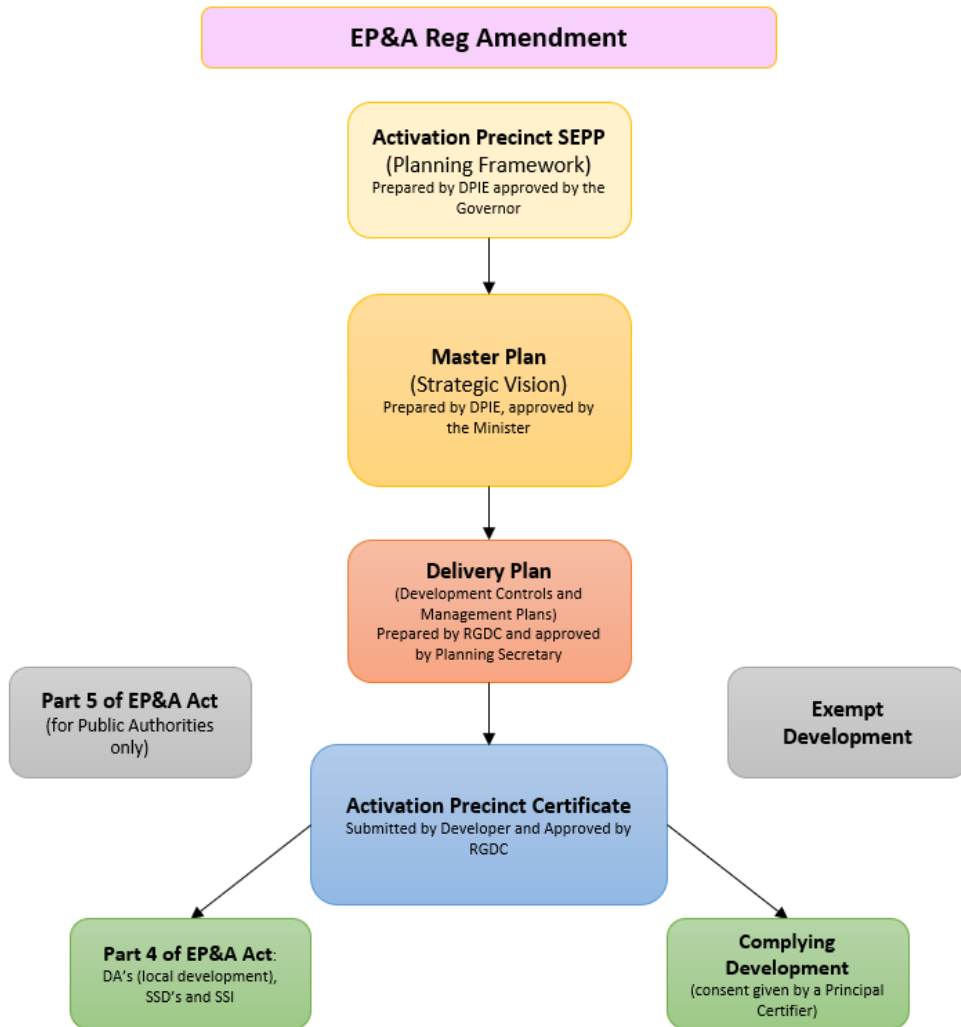 EP&A Reg Amendment
Activation Precinct SEPP
(Planning Framework)
Prepared by DPIE approved by the
Governor
Master Plan
(Strategic Vision)
Prepared by DPIE, approved by
the Minister
Delivery Plan
(Development Controls and
Management Plans)
Prepared by RGDC and approved
by Planning Secretary
Part 5 of EP&A Act
(for Public Authorities
only)
Exempt
Development
Activation Precinct Certificate
Submitted by Developer and Approved by
RGDC
Part 4 of EP&A Act:
DA's (local development),
SSD's and SSI
Complying
Development
(consent given by a Principal
Certifier)